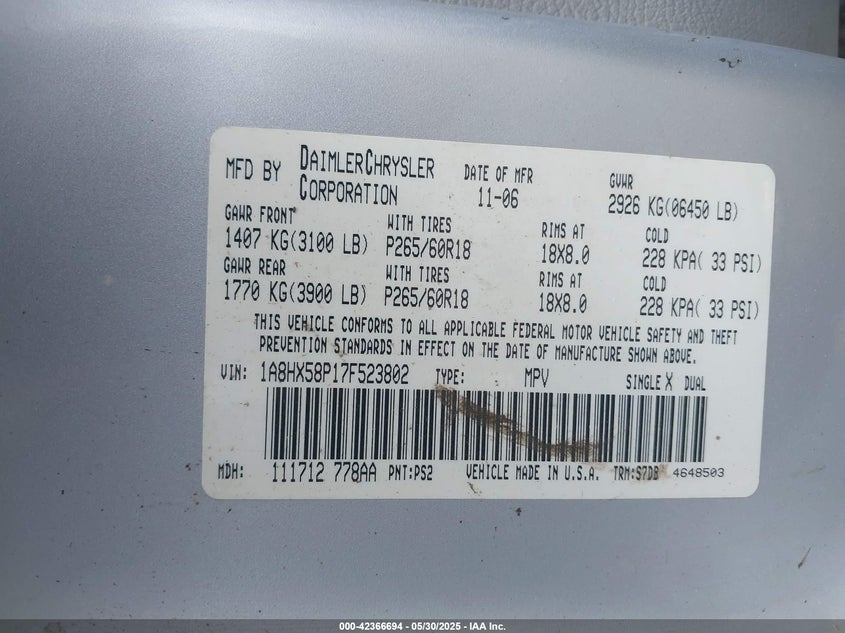 MFD BY DAIMLERCHRYSLER CORPORATION DATE OF MFR 11-06 GVWR 2926 KG(06450 LB)
GAWR FRONT WITH TIRES RIMS AT COLD
1407 KG(3100 LB) P265/60R18 18X8.0 228 KPA( 33 PSI)
GAWR REAR WITH TIRES RIMS AT COLD
1770 KG(3900 LB) P265/60R18 18X8.0 228 KPA( 33 PSI)
THIS VEHICLE CONFORMS TO ALL APPLICABLE FEDERAL MOTOR VEHICLE SAFETY AND THEFT
PREVENTION STANDARDS IN EFFECT ON THE DATE OF MANUFACTURE SHOWN ABOVE.
VIN: 1A8HX58P17F523802 TYPE: MPV SINGLE X DUAL
MDH: 111712 778AA PNT:PS2 VEHICLE MADE IN U.S.A. TRM:S7DB 4648503
000-42366694 - 05/30/2025 - IAA Inc.